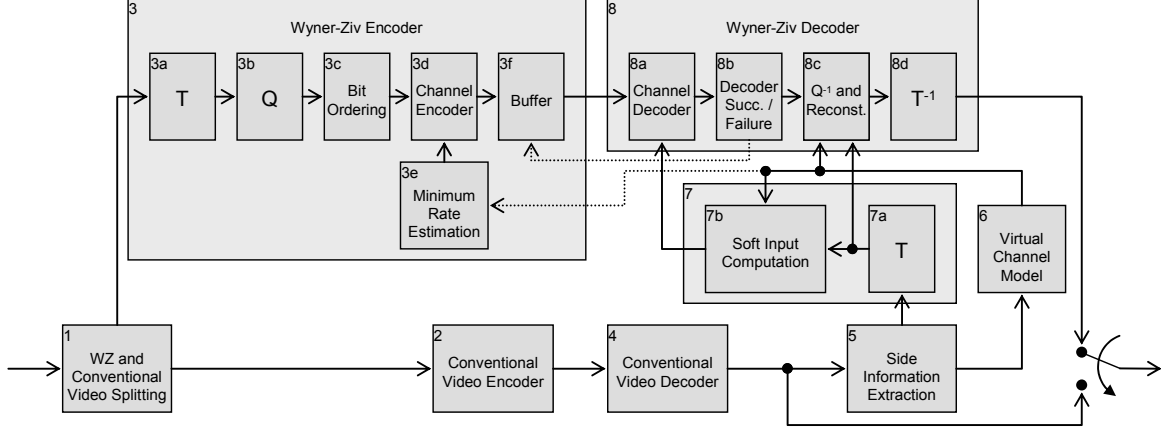 3
Wyner-Ziv Encoder
3a
T
3b
Q
3c
Bit
Ordering
3d
Channel
Encoder
3f
Buffer
3e
Minimum
Rate
Estimation
8
Wyner-Ziv Decoder
8a
Channel
Decoder
8b
Decoder
Succ. /
Failure
8c
Q-1 and
Reconst.
8d
T-1
7
7b
Soft Input
Computation
7a
T
6
Virtual
Channel
Model
1
WZ and
Conventional
Video Splitting
2
Conventional
Video Encoder
4
Conventional
Video Decoder
5
Side
Information
Extraction